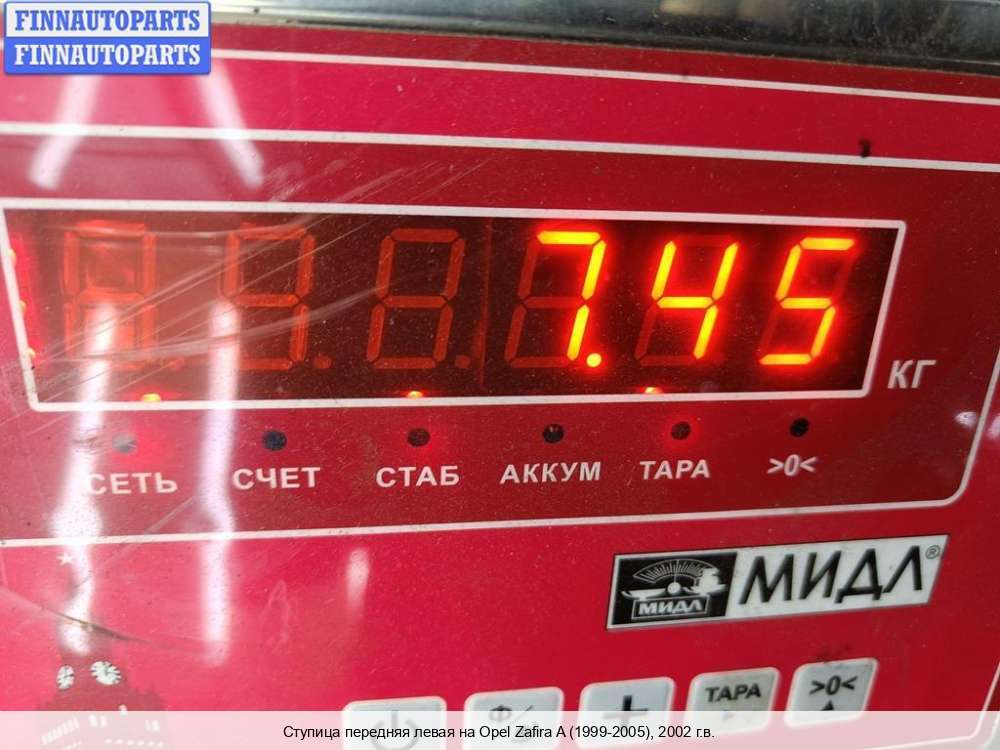 FINNAUTOPARTS
FINNAUTOPARTS
7.45
КГ
СЕТЬ СЧЕТ СТАБ АККУМ ТАРА >0<
МИДЛ МИДЛ®
ТАРА >0<
Ступица передняя левая на Opel Zafira A (1999-2005), 2002 г.в.